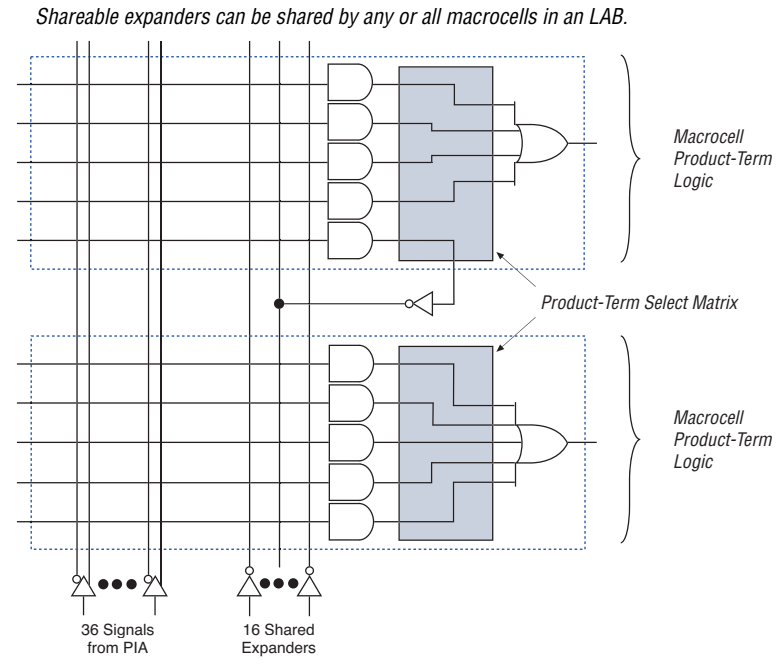 Shareable expanders can be shared by any or all macrocells in an LAB.
Macrocell
Product-Term
Logic
Product-Term Select Matrix
Macrocell
Product-Term
Logic
36 Signals
from PIA
16 Shared
Expanders